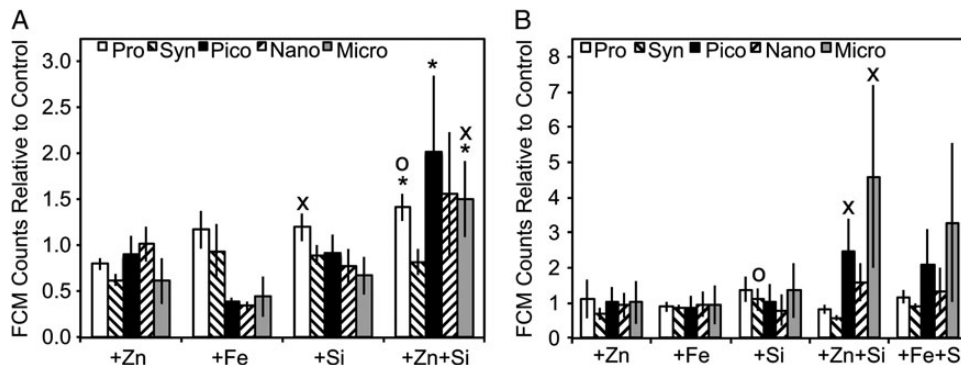 A
FCM Counts Relative to Control
Pro Syn Pico Nano Micro
3.0
2.5
2.0
1.5
1.0
0.5
0.0
*
x
o
*
*
x
+Zn +Fe +Si +Zn+Si
B
FCM Counts Relative to Control
Pro Syn Pico Nano Micro
8
7
6
5
4
3
2
1
0
x
x
o
+Zn +Fe +Si +Zn+Si +Fe+S